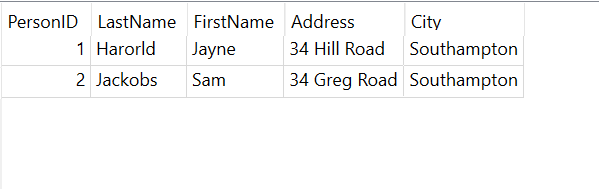 PersonID LastName FirstName Address City
1 Harorld Jayne 34 Hill Road Southampton
2 Jackobs Sam 34 Greg Road Southampton